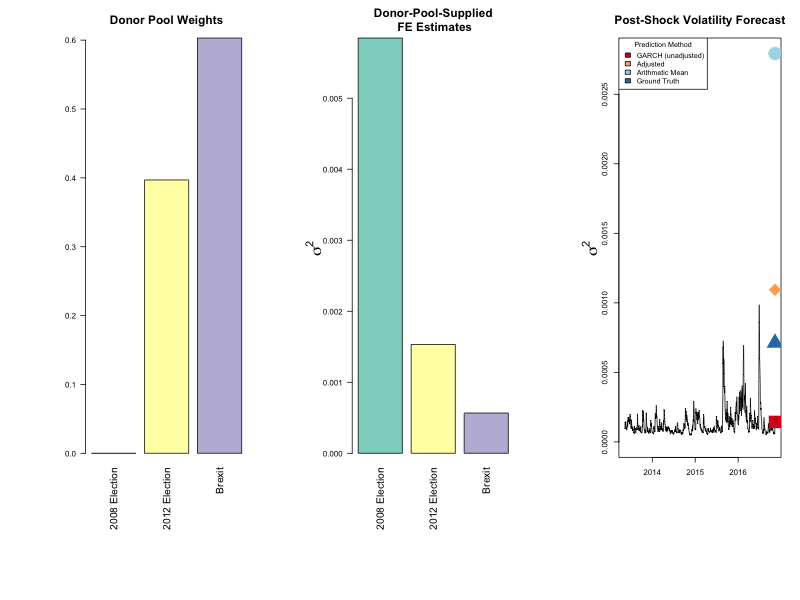 Donor Pool Weights
0.6
0.5
0.4
0.3
0.2
0.1
0.0
2008 Election
2012 Election
Brexit
Donor-Pool-Supplied
FE Estimates
σ²
0.005
0.004
0.003
0.002
0.001
0.000
2008 Election
2012 Election
Brexit
Post-Shock Volatility Forecast
Prediction Method
GARCH (unadjusted)
Adjusted
Arithmetic Mean
Ground Truth
σ²
0.0025
0.0020
0.0015
0.0010
0.0005
0.0000
2014
2015
2016